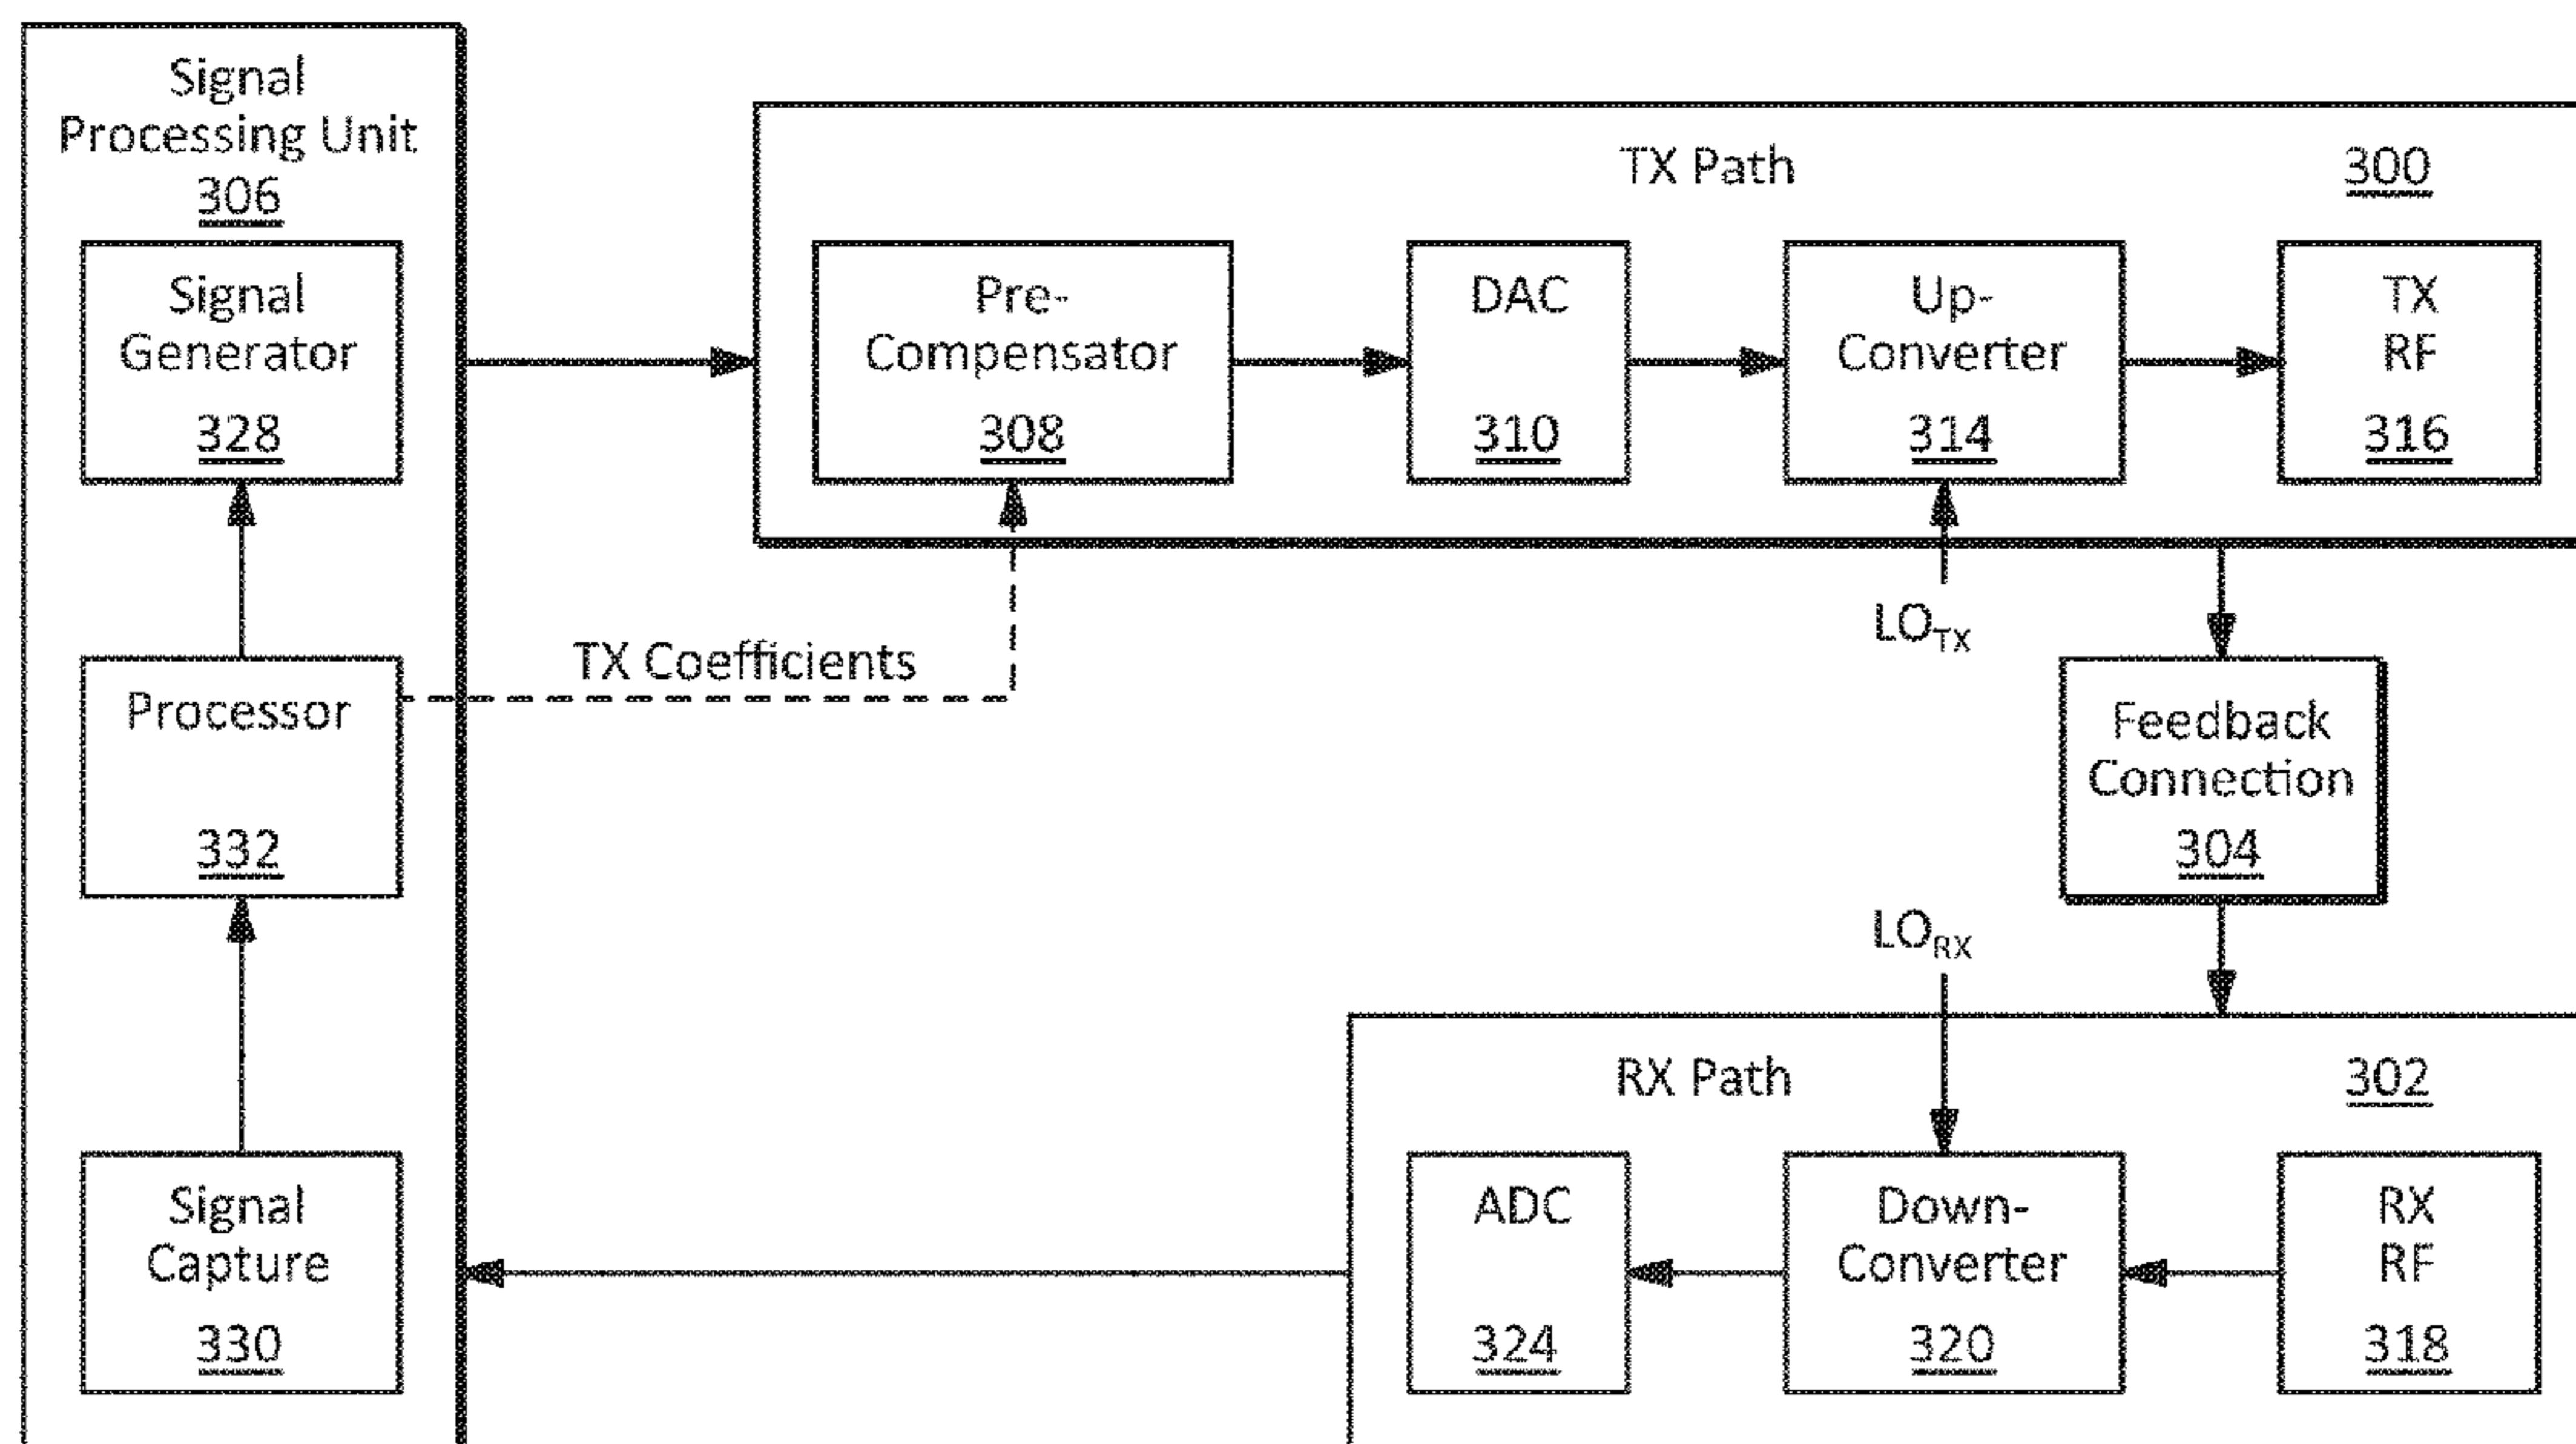 Signal
Processing Unit
306
Signal
Generator
328
Processor
332
Signal
Capture
330
TX Path
300
Pre-
Compensator
308
DAC
310
Up-
Converter
314
TX
RF
316
TX Coefficients
LO_TX
Feedback
Connection
304
LO_RX
RX Path
302
ADC
324
Down-
Converter
320
RX
RF
318